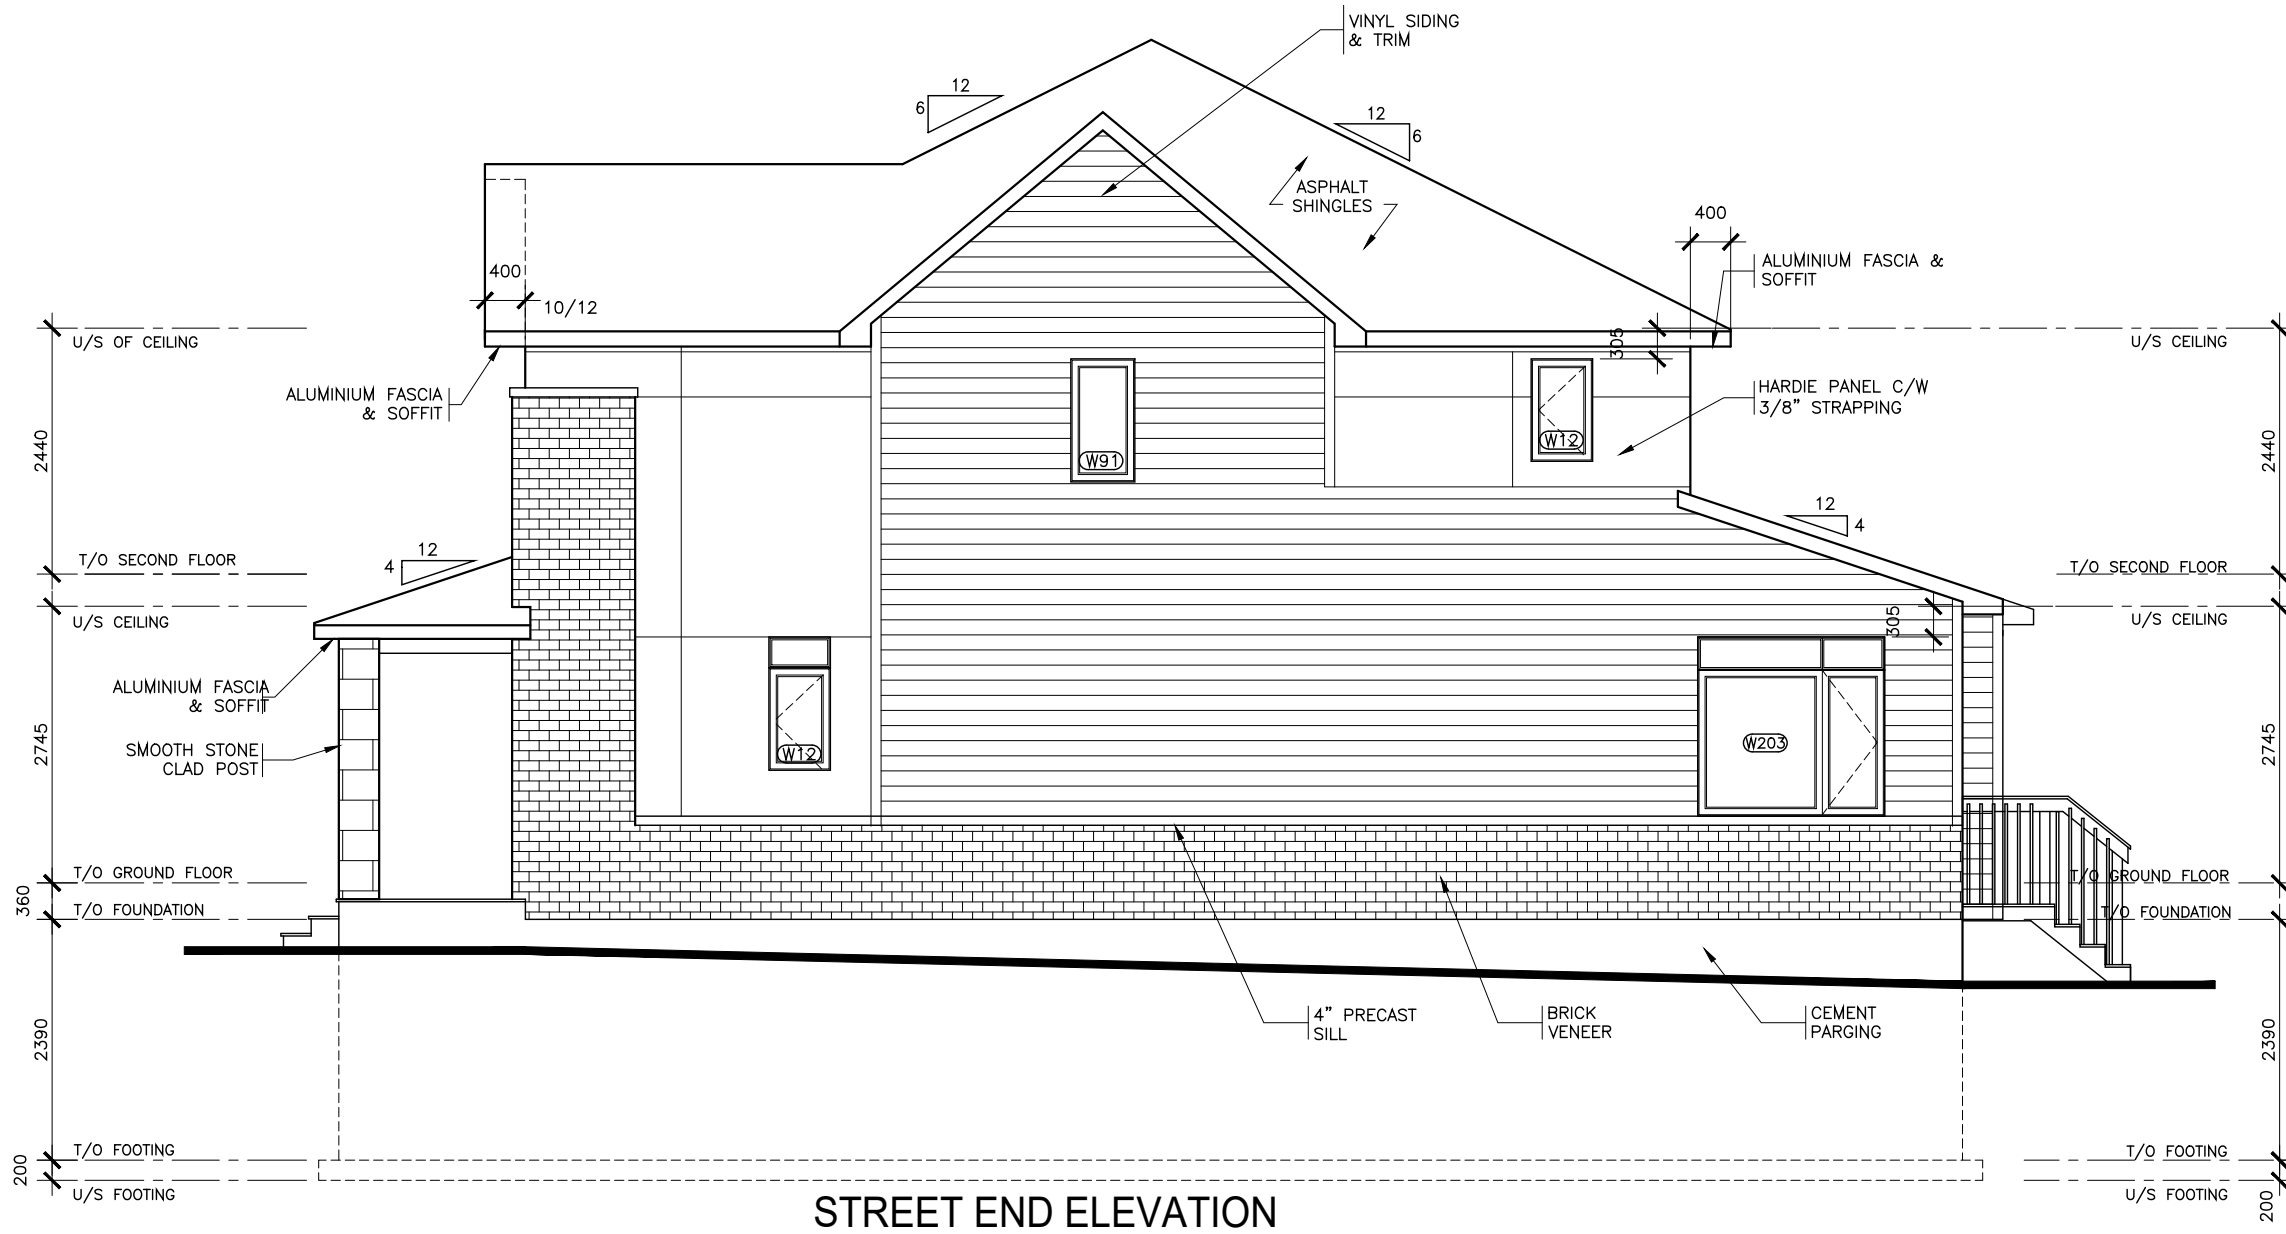 VINYL SIDING
& TRIM
12
6
12
6
ASPHALT
SHINGLES
400
ALUMINIUM FASCIA &
SOFFIT
400
10/12
U/S OF CEILING
305
U/S CEILING
ALUMINIUM FASCIA
& SOFFIT
HARDIE PANEL C/W
3/8" STRAPPING
2440
W91
W12
2440
12
4
12
4
T/O SECOND FLOOR
T/O SECOND FLOOR
U/S CEILING
305
U/S CEILING
ALUMINIUM FASCIA
& SOFFIT
2745
SMOOTH STONE
CLAD POST
W12
W203
2745
T/O GROUND FLOOR
T/O GROUND FLOOR
360
T/O FOUNDATION
T/O FOUNDATION
4" PRECAST
SILL
BRICK
VENEER
CEMENT
PARGING
2390
2390
T/O FOOTING
T/O FOOTING
200
U/S FOOTING
U/S FOOTING
200
STREET END ELEVATION